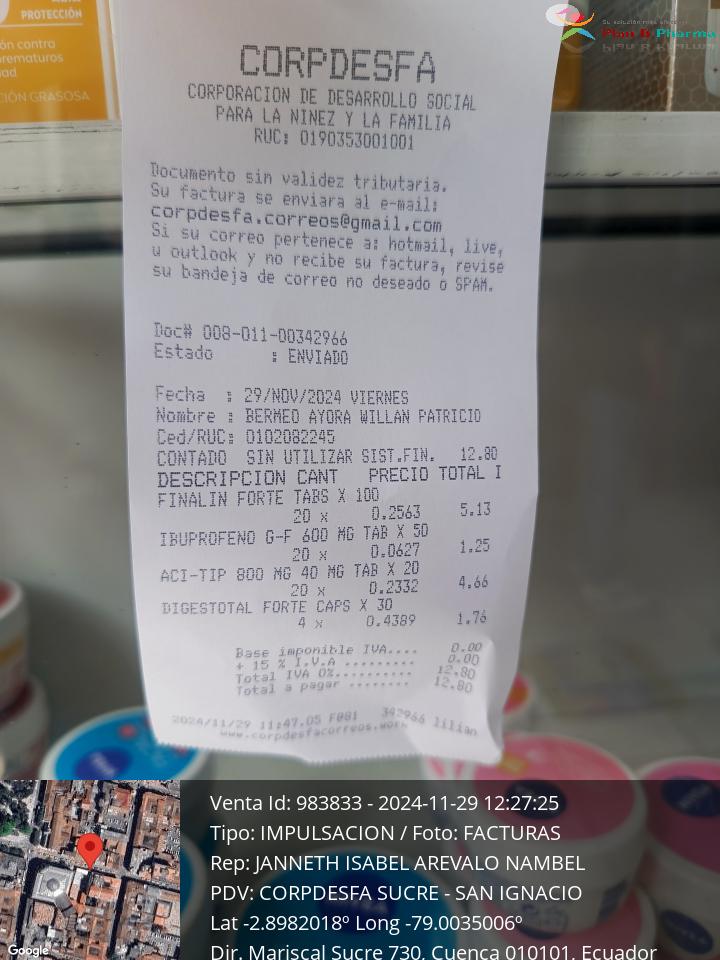 PROTECCIÓN
ón contra
rematuros
ad
CIÓN GRASOSA
Plan B Pharma
CORPDESFA
CORPORACION DE DESARROLLO SOCIAL
PARA LA NINEZ Y LA FAMILIA
RUC: 0190353001001
Documento sin validez tributaria.
Su factura se enviara al e-mail:
corpdesfa.correos@gmail.com
Si su correo pertenece a: hotmail, live,
u outlook y no recibe su factura, revise
su bandeja de correo no deseado o SPAM.
Doc# 008-011-00342966
Estado : ENVIADO
Fecha : 29/NOV/2024 VIERNES
Nombre : BERMEO AYORA WILLAN PATRICIO
Ced/RUC: 0102082245
CONTADO SIN UTILIZAR SIST.FIN. 12.80
DESCRIPCION CANT PRECIO TOTAL I
FINALIN FORTE TABS X 100
20 x 0.2563 5.13
IBUPROFENO G-F 600 MG TAB X 50
20 x 0.0627 1.25
ACI-TIP 800 MG 40 MG TAB X 20
20 x 0.2332 4.66
DIGESTOTAL FORTE CAPS X 30
4 x 0.4389 1.76
Base imponible IVA.... 0.00
+ 15 % I.V.A ......... 0.00
Total IVA 0%.......... 12.80
Total a pagar ........ 12.80
2024/11/29 11:47.05 F081 342966 lilian
www.corpdesfacorreos.work
Venta Id: 983833 - 2024-11-29 12:27:25
Tipo: IMPULSACION / Foto: FACTURAS
Rep: JANNETH ISABEL AREVALO NAMBEL
PDV: CORPDESFA SUCRE - SAN IGNACIO
Lat -2.8982018º Long -79.0035006º
Dir. Mariscal Sucre 730, Cuenca 010101, Ecuador
Google